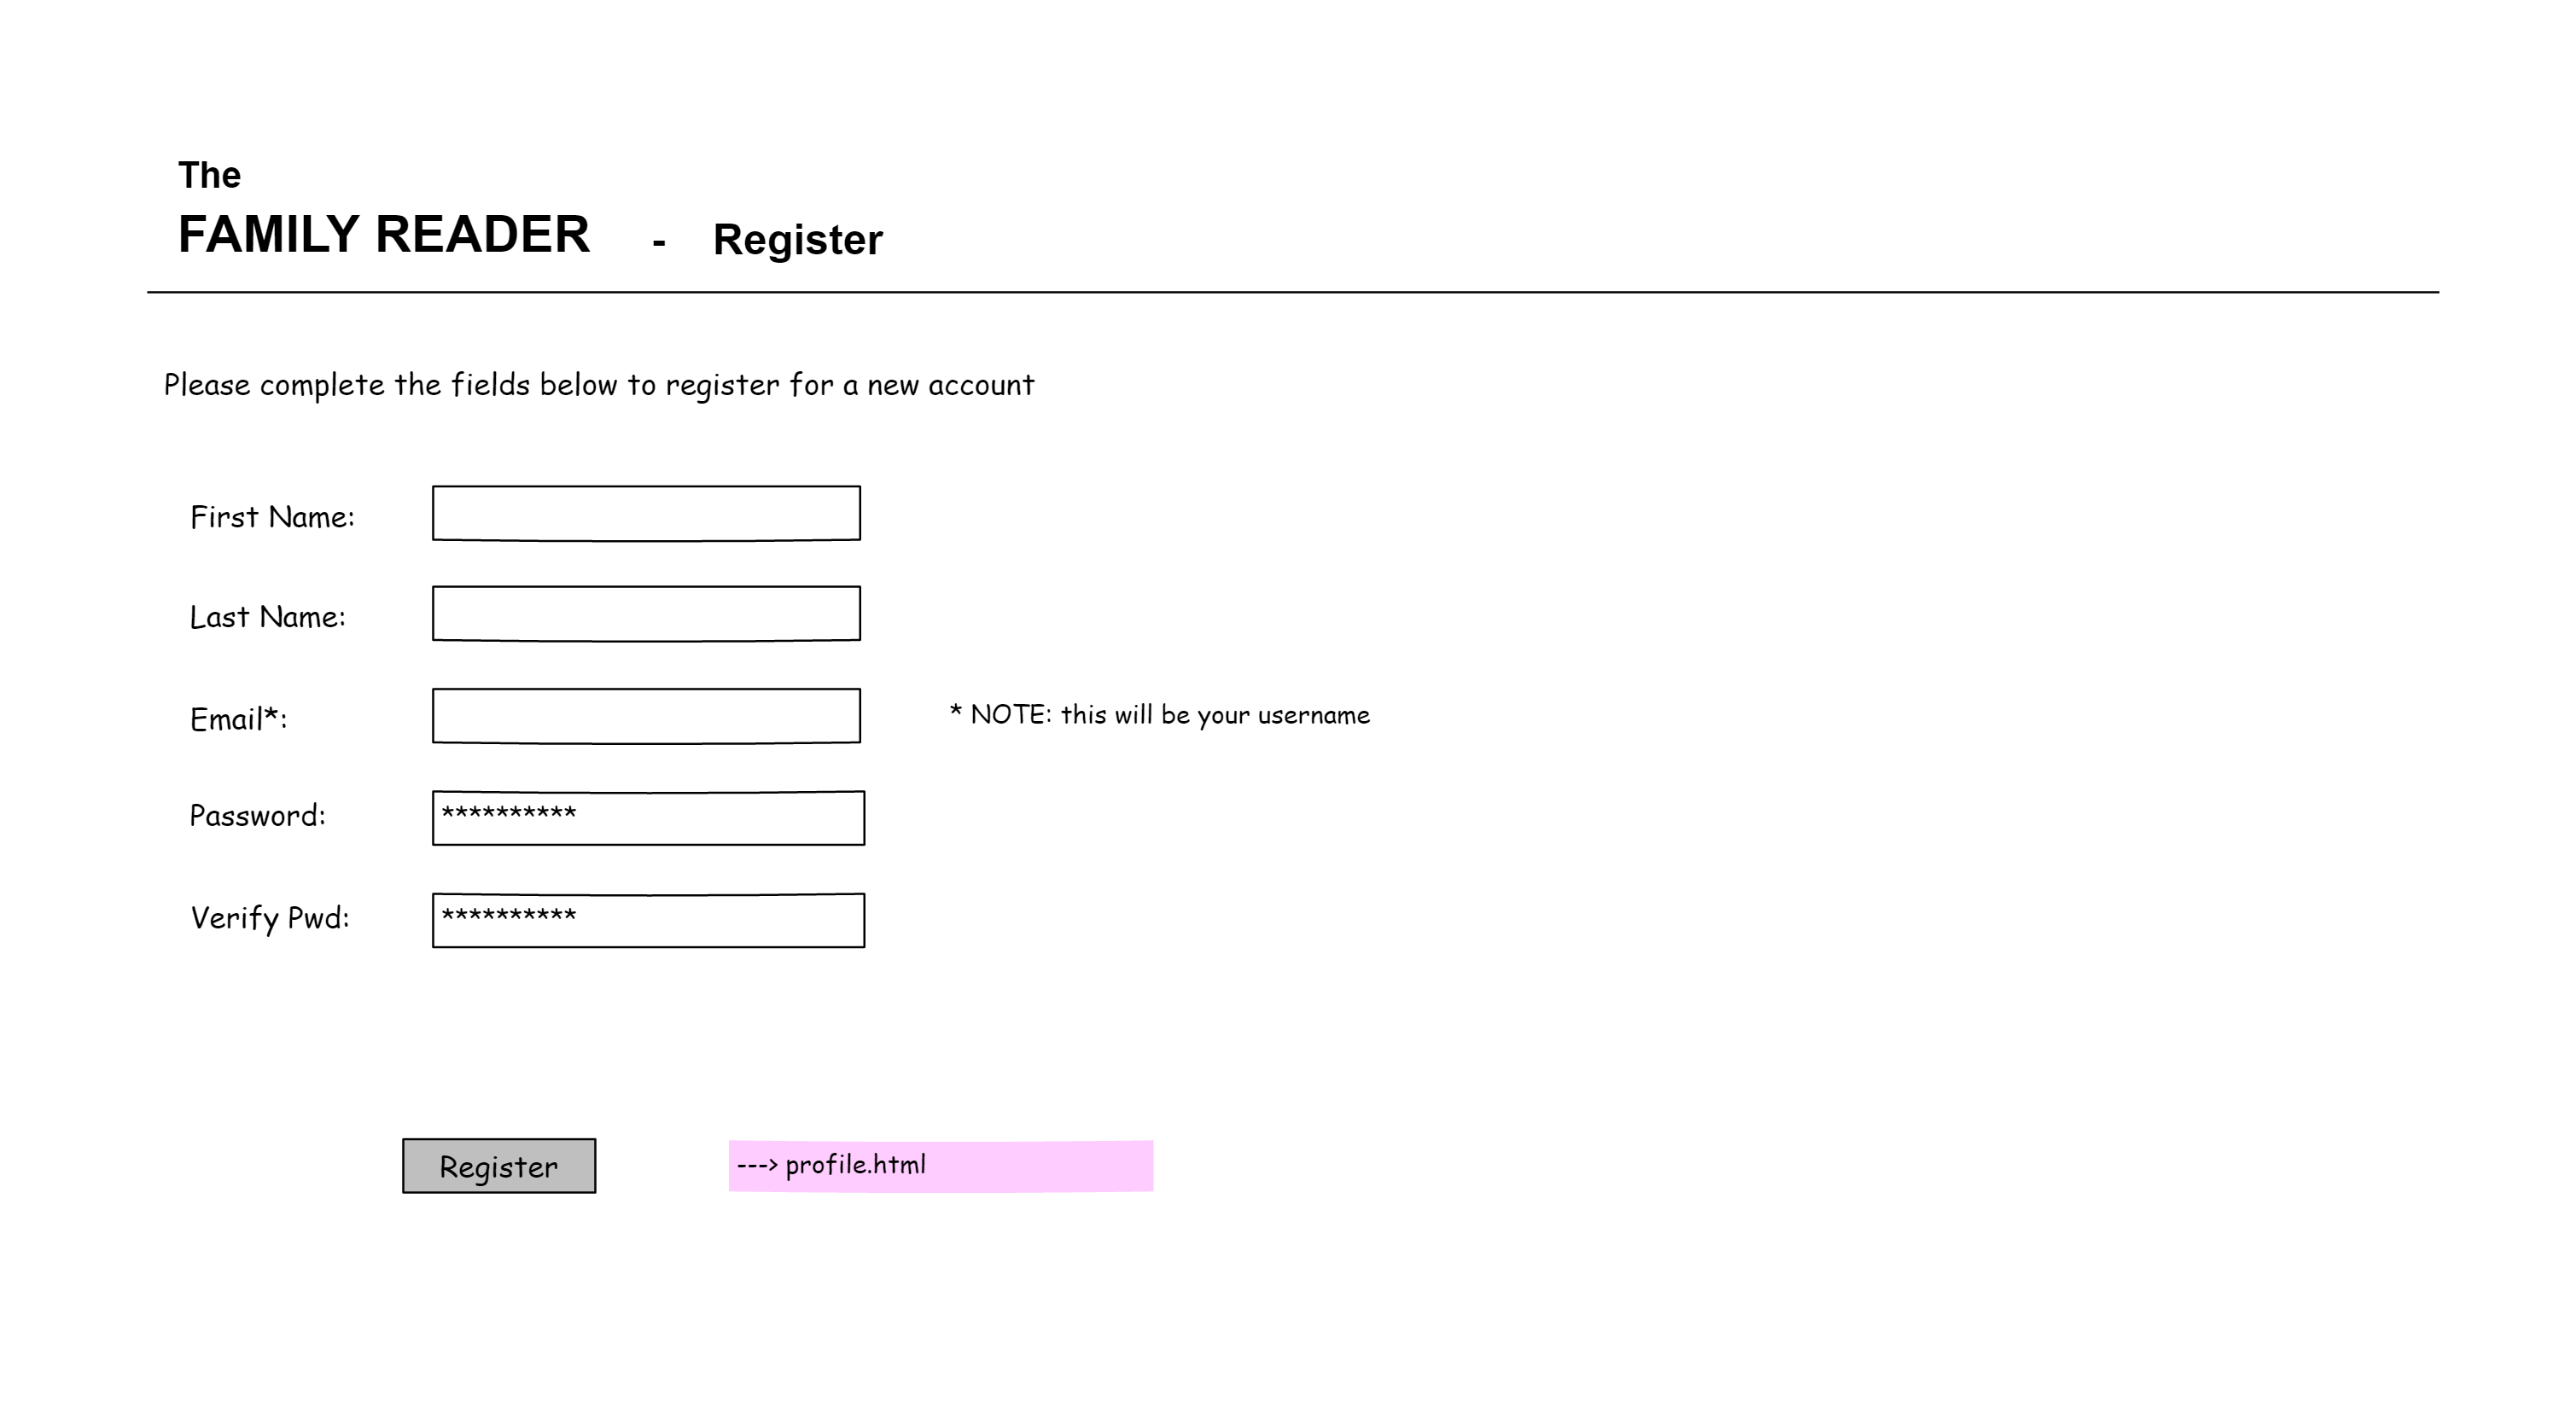 The
FAMILY READER - Register
Please complete the fields below to register for a new account
First Name:
Last Name:
Email*: * NOTE: this will be your username
Password: **********
Verify Pwd: **********
Register ---> profile.html